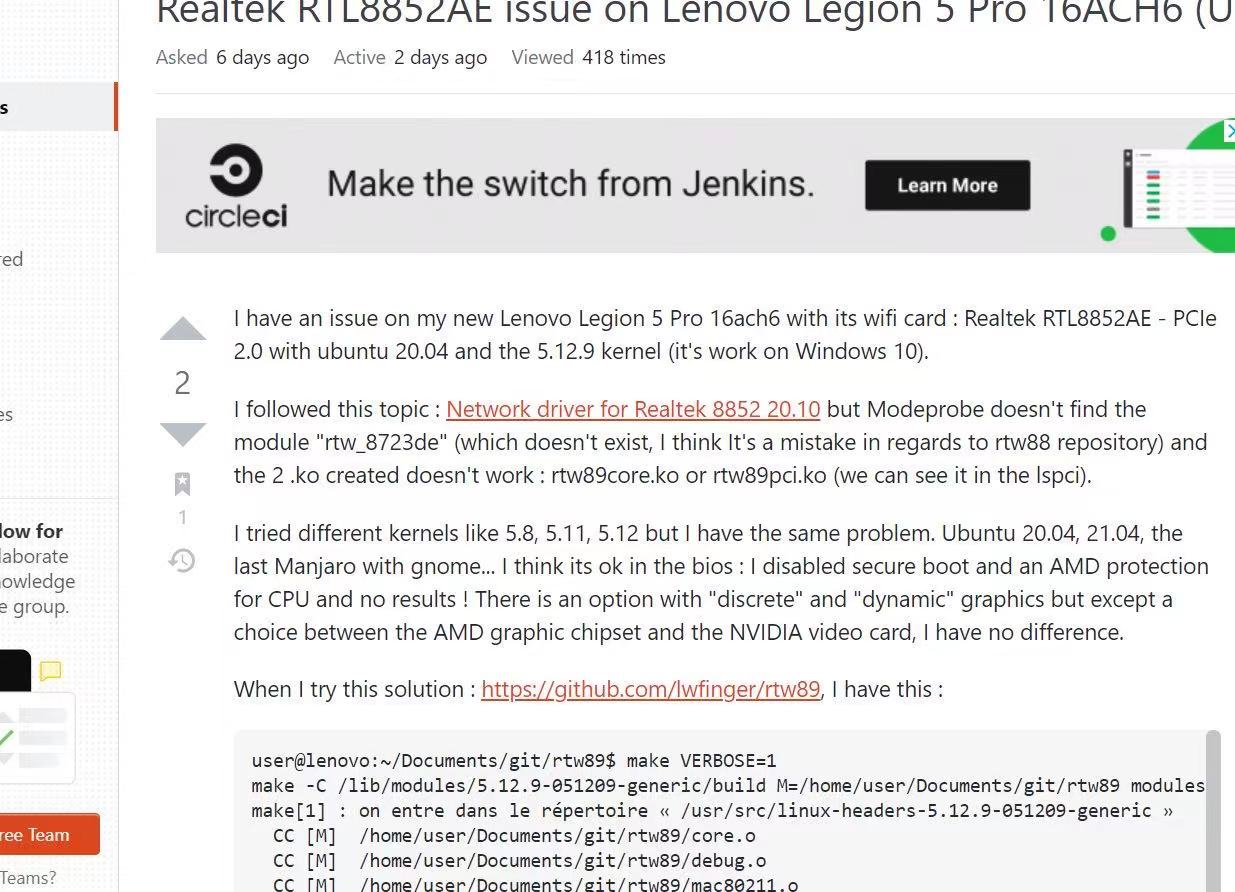 Realtek RTL8852AE issue on Lenovo Legion 5 Pro 16ACH6 (U
Asked 6 days ago Active 2 days ago Viewed 418 times
s
circleci
Make the switch from Jenkins.
Learn More
red
I have an issue on my new Lenovo Legion 5 Pro 16ach6 with its wifi card : Realtek RTL8852AE - PCIe
2.0 with ubuntu 20.04 and the 5.12.9 kernel (it's work on Windows 10).
2
es
I followed this topic : Network driver for Realtek 8852 20.10 but Modeprobe doesn't find the
module "rtw_8723de" (which doesn't exist, I think It's a mistake in regards to rtw88 repository) and
the 2 .ko created doesn't work : rtw89core.ko or rtw89pci.ko (we can see it in the lspci).
1
low for
laborate
nowledge
e group.
I tried different kernels like 5.8, 5.11, 5.12 but I have the same problem. Ubuntu 20.04, 21.04, the
last Manjaro with gnome... I think its ok in the bios : I disabled secure boot and an AMD protection
for CPU and no results ! There is an option with "discrete" and "dynamic" graphics but except a
choice between the AMD graphic chipset and the NVIDIA video card, I have no difference.
When I try this solution : https://github.com/lwfinger/rtw89, I have this :
user@lenovo:~/Documents/git/rtw89$ make VERBOSE=1
make -C /lib/modules/5.12.9-051209-generic/build M=/home/user/Documents/git/rtw89 modules
make[1] : on entre dans le répertoire « /usr/src/linux-headers-5.12.9-051209-generic »
CC [M] /home/user/Documents/git/rtw89/core.o
CC [M] /home/user/Documents/git/rtw89/debug.o
CC [M] /home/user/Documents/git/rtw89/mac80211.o
ree Team
Teams?